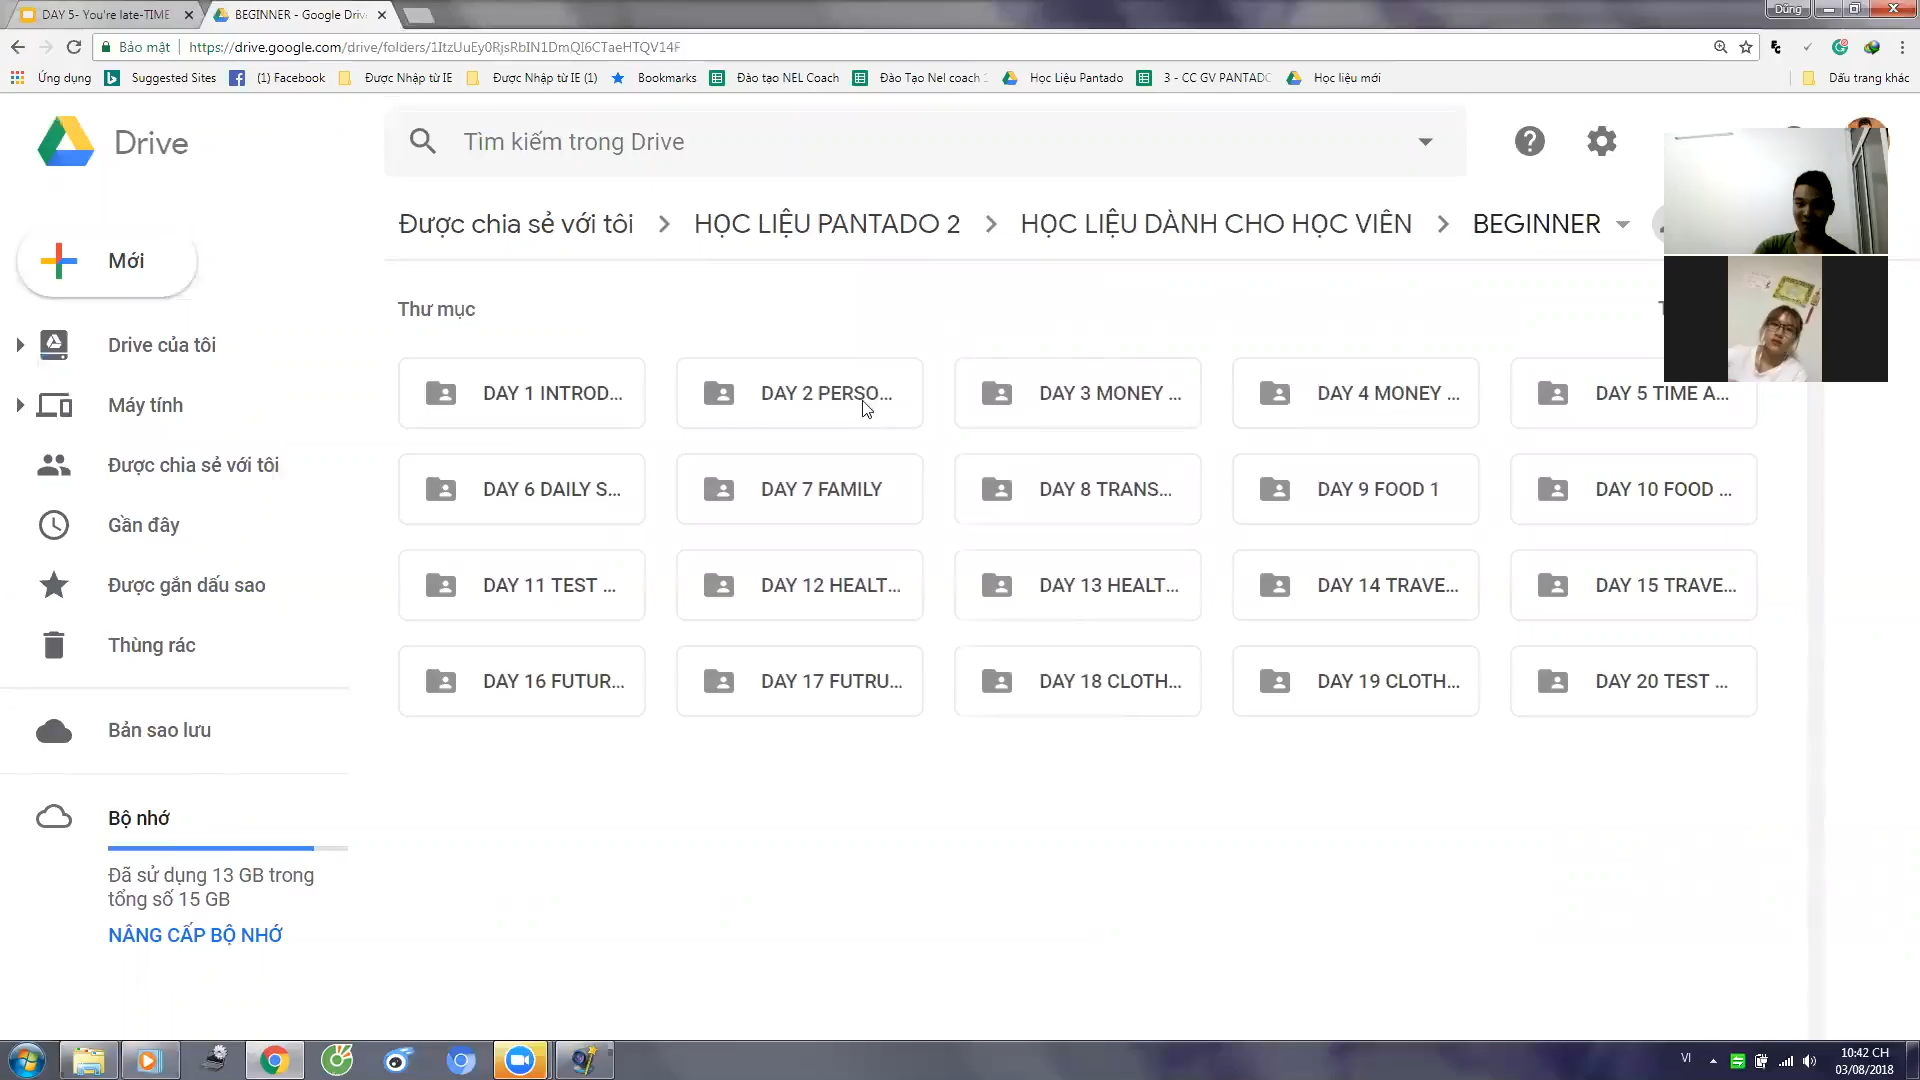 DAY 5- You're late-TIME
BEGINNER - Google Driv
Dũng
Bảo mật
https://drive.google.com/drive/folders/1ItzUuEy0RjsRbIN1DmQI6CTaeHTQV14F
Ứng dụng
Suggested Sites
(1) Facebook
Được Nhập từ IE
Được Nhập từ IE (1)
Bookmarks
Đào tạo NEL Coach
Đào Tạo Nel coach
Học Liệu Pantado
3 - CC GV PANTADO
Học liệu mới
Dấu trang khác
Drive
Tìm kiếm trong Drive
Được chia sẻ với tôi
HỌC LIỆU PANTADO 2
HỌC LIỆU DÀNH CHO HỌC VIÊN
BEGINNER
Mới
Drive của tôi
Máy tính
Được chia sẻ với tôi
Gần đây
Được gắn dấu sao
Thùng rác
Bản sao lưu
Bộ nhớ
Đã sử dụng 13 GB trong
tổng số 15 GB
NÂNG CẤP BỘ NHỚ
Thư mục
DAY 1 INTROD...
DAY 2 PERSO...
DAY 3 MONEY ...
DAY 4 MONEY ...
DAY 5 TIME A...
DAY 6 DAILY S...
DAY 7 FAMILY
DAY 8 TRANS...
DAY 9 FOOD 1
DAY 10 FOOD ...
DAY 11 TEST ...
DAY 12 HEALT...
DAY 13 HEALT...
DAY 14 TRAVE...
DAY 15 TRAVE...
DAY 16 FUTUR...
DAY 17 FUTRU...
DAY 18 CLOTH...
DAY 19 CLOTH...
DAY 20 TEST ...
VI
10:42 CH
03/08/2018